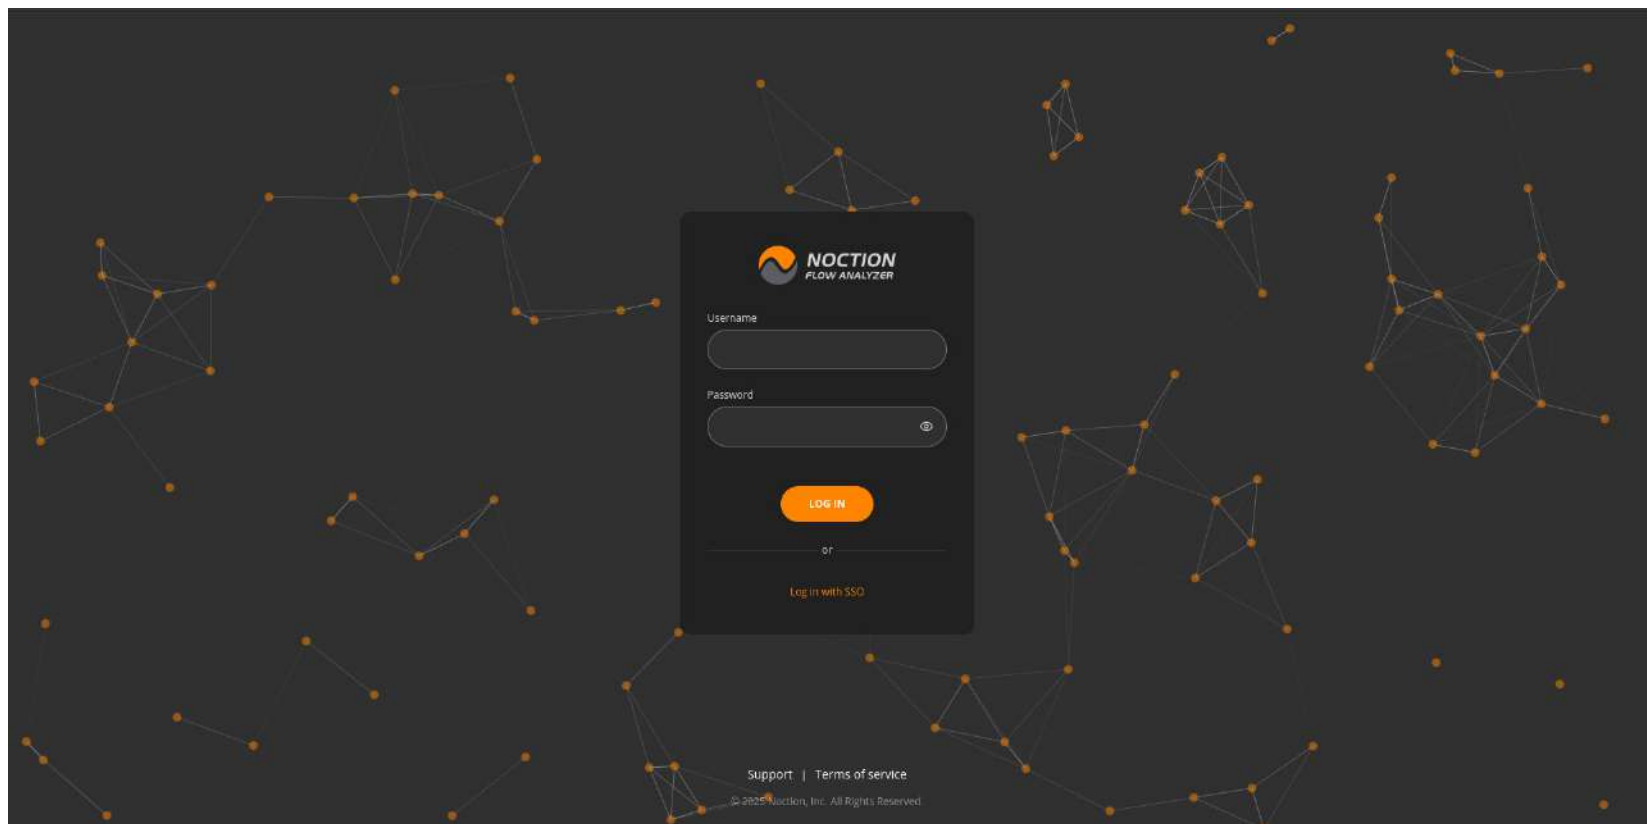 NOCTION
FLOW ANALYZER
Username
Password
LOG IN
or
Log in with SSO
Support | Terms of service
© 2025 Noction, Inc. All Rights Reserved